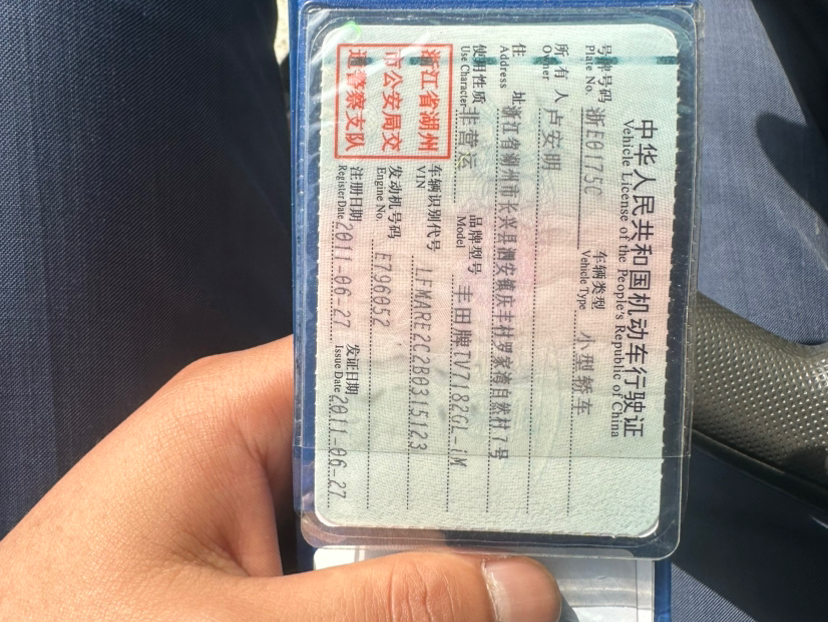 中华人民共和国机动车行驶证
Vehicle License of the People's Republic of China
号牌号码 浙E0175C 车辆类型 小型轿车
Plate No. Vehicle Type
所有人 卢安明
Owner
住址 浙江省湖州市长兴县泗安镇庆丰村罗家湾自然村7号
Address
使用性质 非营运 品牌型号 丰田牌TV7182GL-iM
Use Character Model
浙江省湖州
市公安局交
通警察支队
车辆识别代号 LFMARE2C2B0315123
VIN
发动机号码 E796052
Engine No.
注册日期 2011-06-27 发证日期 2011-06-27
Register Date Issue Date